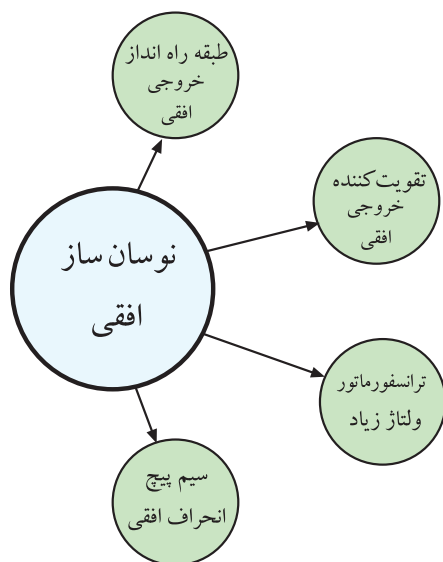 طبقه راه انداز
خروجی
افقی
تقویت‌کننده
خروجی
افقی
نوسان ساز
افقی
ترانسفورماتور
ولتاژ زیاد
سیم پیچ
انحراف افقی